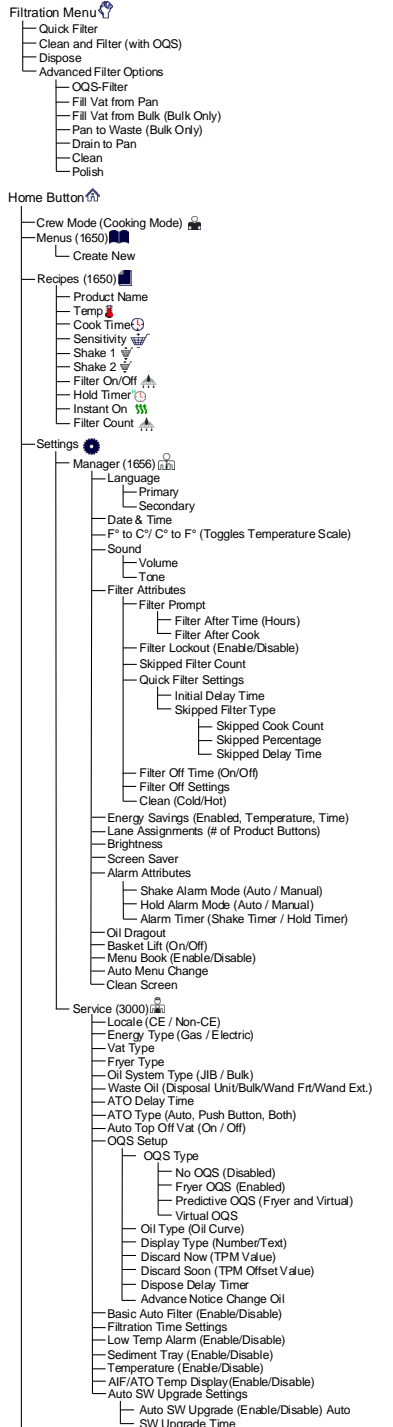 Filtration Menu
Quick Filter
Clean and Filter (with OQS)
Dispose
Advanced Filter Options
OQS-Filter
Fill Vat from Pan
Fill Vat from Bulk (Bulk Only)
Pan to Waste (Bulk Only)
Drain to Pan
Clean
Polish
Home Button
Crew Mode (Cooking Mode)
Menus (1650)
Create New
Recipes (1650)
Product Name
Temp
Cook Time
Sensitivity
Shake 1
Shake 2
Filter On/Off
Hold Timer
Instant On
Filter Count
Settings
Manager (1656)
Language
Primary
Secondary
Date & Time
F° to C°/ C° to F° (Toggles Temperature Scale)
Sound
Volume
Tone
Filter Attributes
Filter Prompt
Filter After Time (Hours)
Filter After Cook
Filter Lockout (Enable/Disable)
Skipped Filter Count
Quick Filter Settings
Initial Delay Time
Skipped Filter Type
Skipped Cook Count
Skipped Percentage
Skipped Delay Time
Filter Off Time (On/Off)
Filter Off Settings
Clean (Cold/Hot)
Energy Savings (Enabled, Temperature, Time)
Lane Assignments (# of Product Buttons)
Brightness
Screen Saver
Alarm Attributes
Shake Alarm Mode (Auto / Manual)
Hold Alarm Mode (Auto / Manual)
Alarm Timer (Shake Timer / Hold Timer)
Oil Dragout
Basket Lift (On/Off)
Menu Book (Enable/Disable)
Auto Menu Change
Clean Screen
Service (3000)
Locale (CE / Non-CE)
Energy Type (Gas / Electric)
Vat Type
Fryer Type
Oil System Type (JIB / Bulk)
Waste Oil (Disposal Unit/Bulk/Wand Frt/Wand Ext.)
ATO Delay Time
ATO Type (Auto, Push Button, Both)
Auto Top Off Vat (On / Off)
OQS Setup
OQS Type
No OQS (Disabled)
Fryer OQS (Enabled)
Predictive OQS (Fryer and Virtual)
Virtual OQS
Oil Type (Oil Curve)
Display Type (Number/Text)
Discard Now (TPM Value)
Discard Soon (TPM Offset Value)
Dispose Delay Timer
Advance Notice Change Oil
Basic Auto Filter (Enable/Disable)
Filtration Time Settings
Low Temp Alarm (Enable/Disable)
Sediment Tray (Enable/Disable)
Temperature (Enable/Disable)
AIF/ATO Temp Display(Enable/Disable)
Auto SW Upgrade Settings
Auto SW Upgrade (Enable/Disable) Auto
SW Upgrade Time